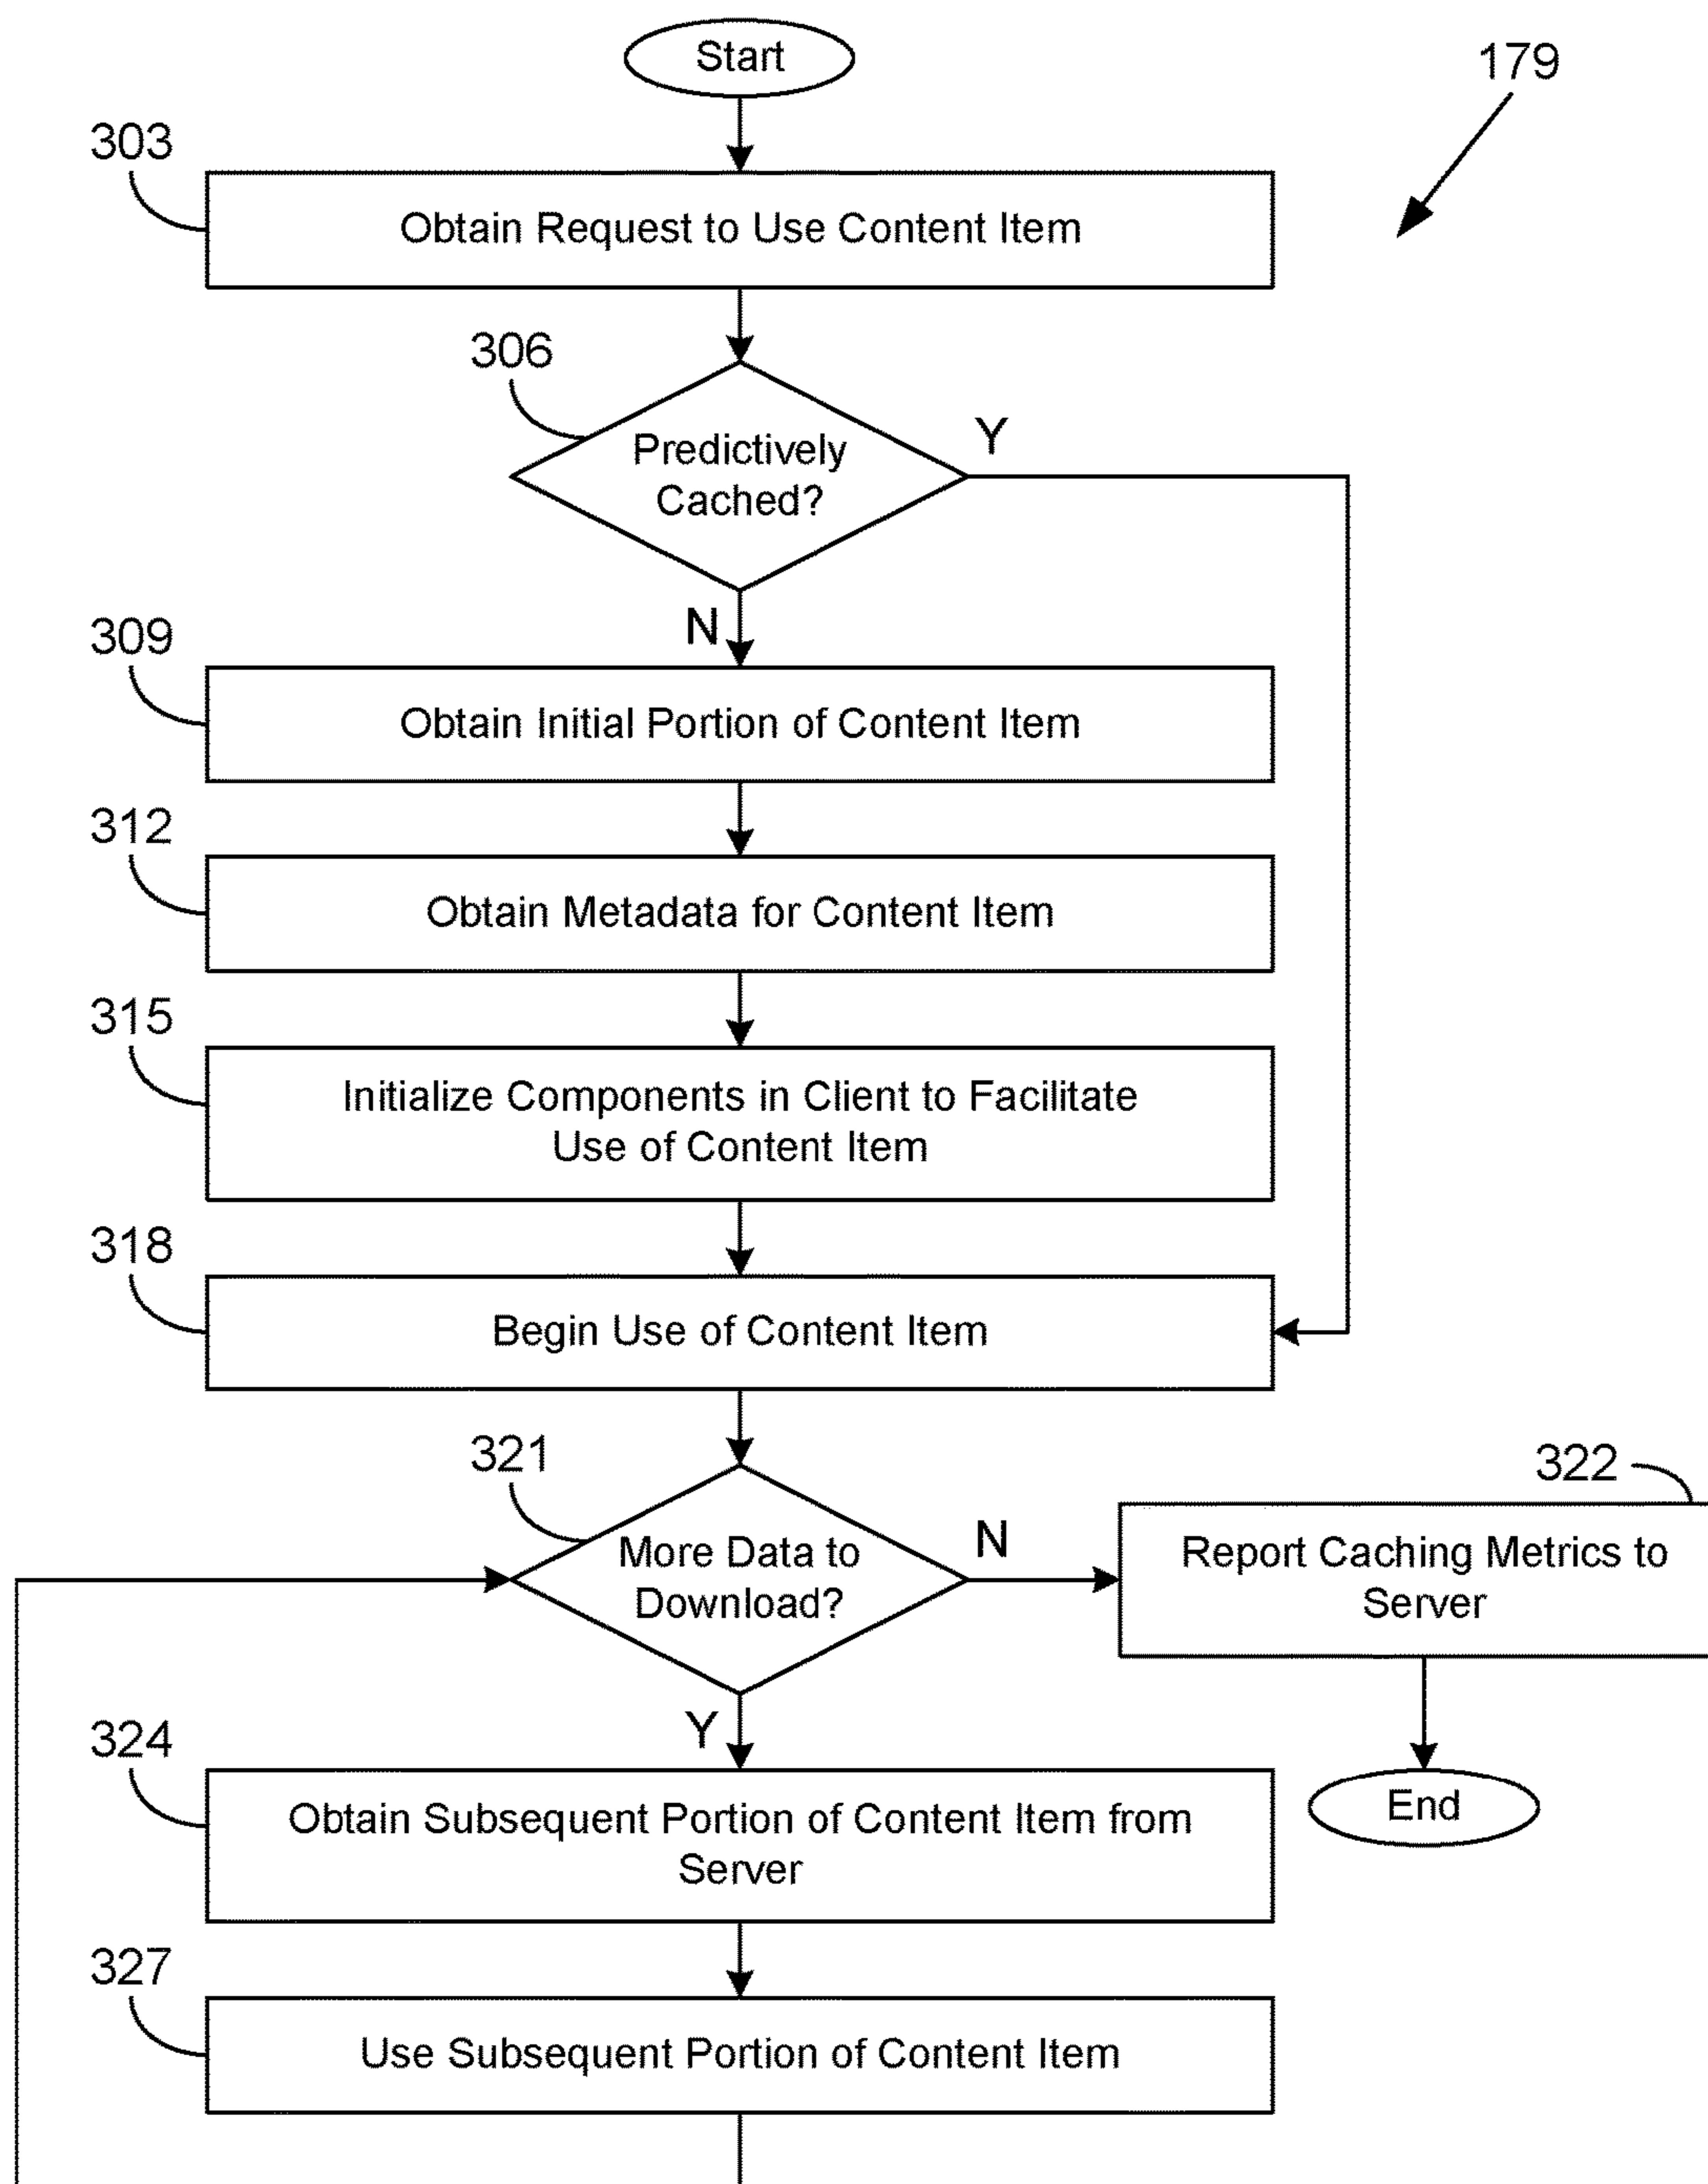 Start
179
303
Obtain Request to Use Content Item
306
Predictively
Cached?
Y
N
309
Obtain Initial Portion of Content Item
312
Obtain Metadata for Content Item
315
Initialize Components in Client to Facilitate
Use of Content Item
318
Begin Use of Content Item
321
More Data to
Download?
N
322
Report Caching Metrics to
Server
Y
End
324
Obtain Subsequent Portion of Content Item from
Server
327
Use Subsequent Portion of Content Item